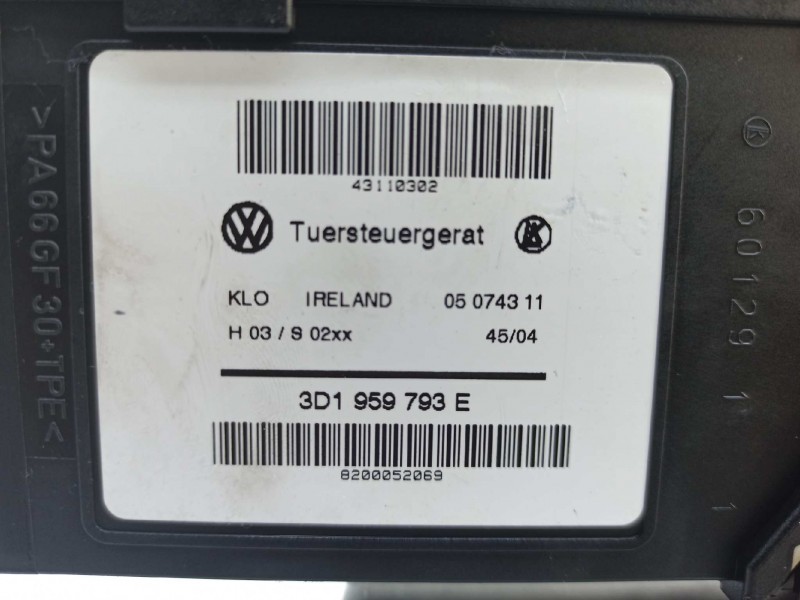 43110302
Tuersteuergerat
KLO IRELAND 05 0743 11
H 03 / S 02xx 45/04
3D1 959 793 E
8200052069
>PA66GF30+TPE<
60129 1 1